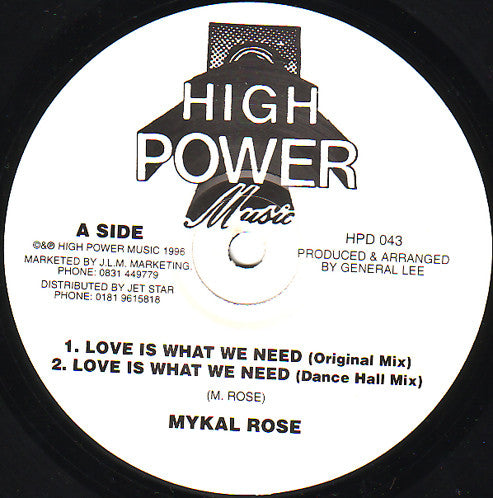 HIGH
POWER
Music
A SIDE
©&℗ HIGH POWER MUSIC 1996
MARKETED BY J.L.M. MARKETING.
PHONE: 0831 449779
DISTRIBUTED BY JET STAR
PHONE: 0181 9615818
HPD 043
PRODUCED & ARRANGED
BY GENERAL LEE
1. LOVE IS WHAT WE NEED (Original Mix)
2. LOVE IS WHAT WE NEED (Dance Hall Mix)
(M. ROSE)
MYKAL ROSE